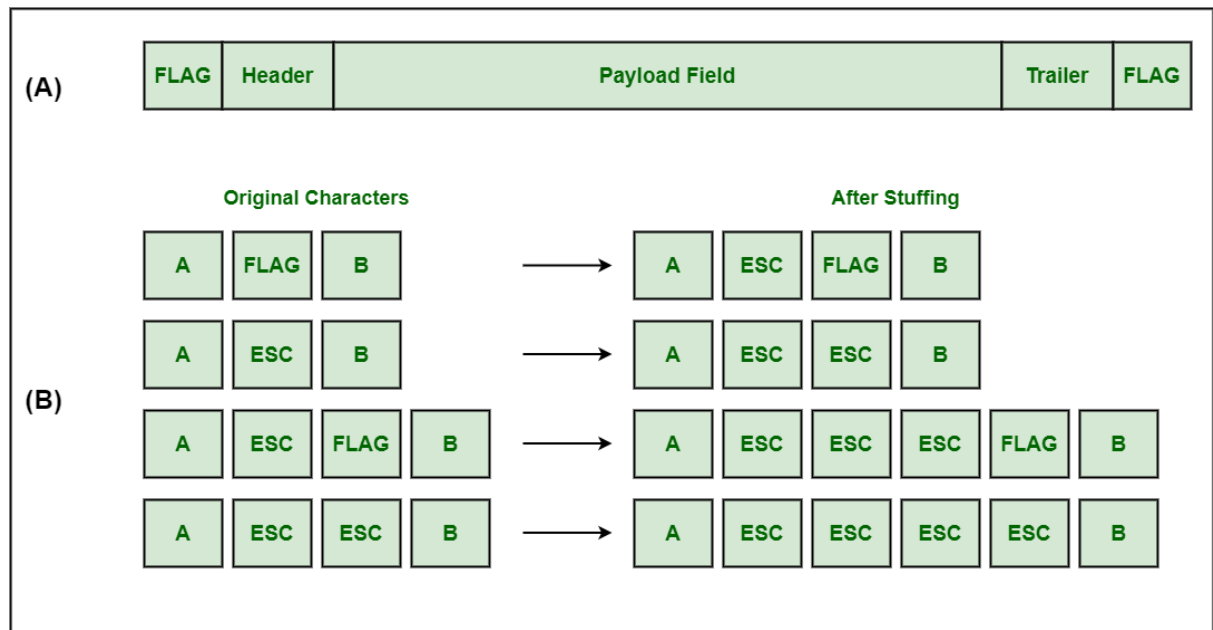 (A) FLAG Header Payload Field Trailer FLAG
Original Characters After Stuffing
A FLAG B A ESC FLAG B
A ESC B A ESC ESC B
(B)
A ESC FLAG B A ESC ESC ESC FLAG B
A ESC ESC B A ESC ESC ESC ESC B